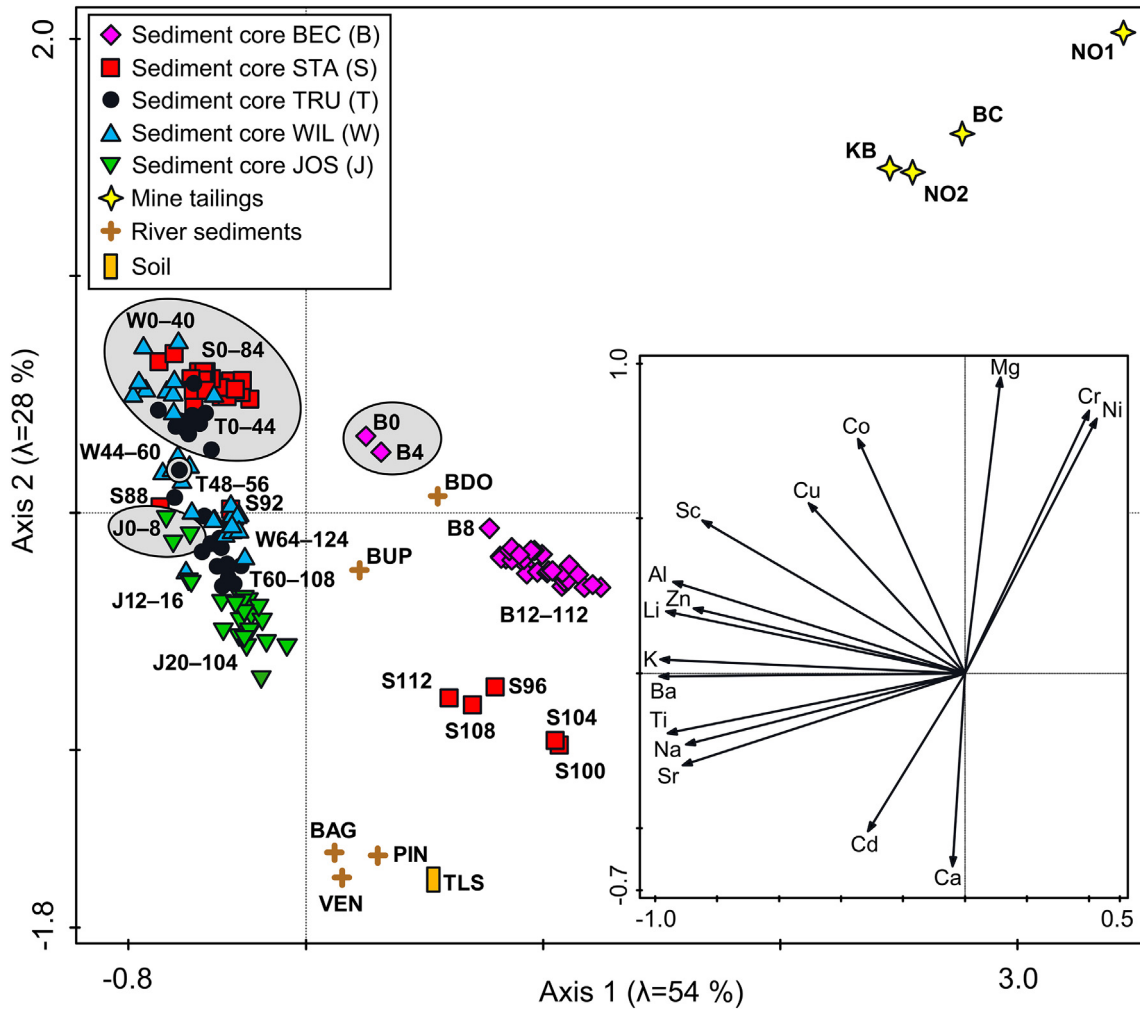 2.0
Sediment core BEC (B)
Sediment core STA (S)
Sediment core TRU (T)
Sediment core WIL (W)
Sediment core JOS (J)
Mine tailings
River sediments
Soil
NO1
BC
KB
NO2
W0–40
S0–84
T0–44
B0
B4
W44–60
T48–56
S88
S92
BDO
B8
J0–8
W64–124
BUP
T60–108
J12–16
B12–112
J20–104
S112
S96
S108
S104
S100
BAG
PIN
VEN
TLS
-1.8
-0.8
3.0
Axis 1 (λ=54 %)
Axis 2 (λ=28 %)
1.0
Mg
Cr
Ni
Co
Cu
Sc
Al
Zn
Li
K
Ba
Ti
Na
Sr
Cd
Ca
-0.7
-1.0
0.5